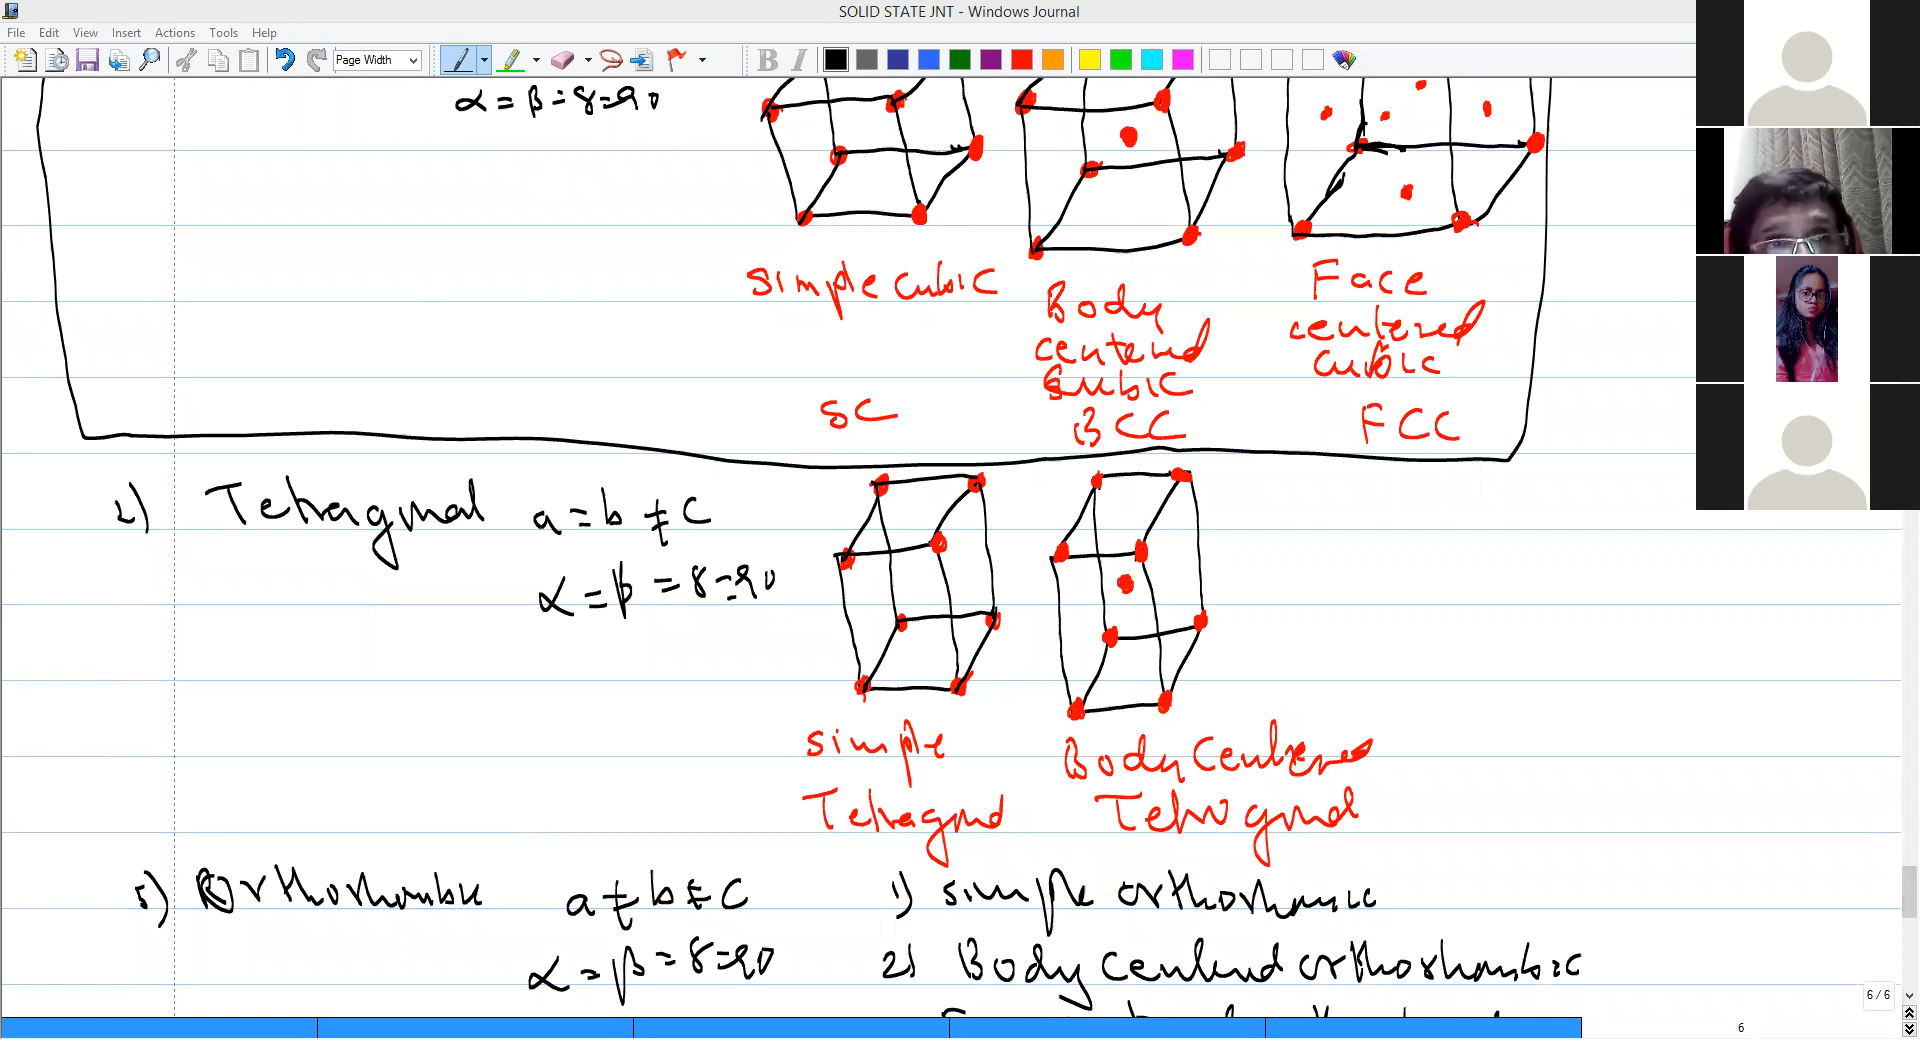 SOLID STATE JNT - Windows Journal
File Edit View Insert Actions Tools Help
Page Width
B I
α = β = γ = 90
simple cubic
Body
centered
cubic
BCC
Face
centered
cubic
SC
FCC
2) Tetragonal a = b ≠ c
α = β = γ = 90
simple
Tetragonal
Body Centered
Tetragonal
3) Orthorhombic a ≠ b ≠ c
α = β = γ = 90
1) simple orthorhombic
2) Body Centered orthorhombic
6 / 6
6